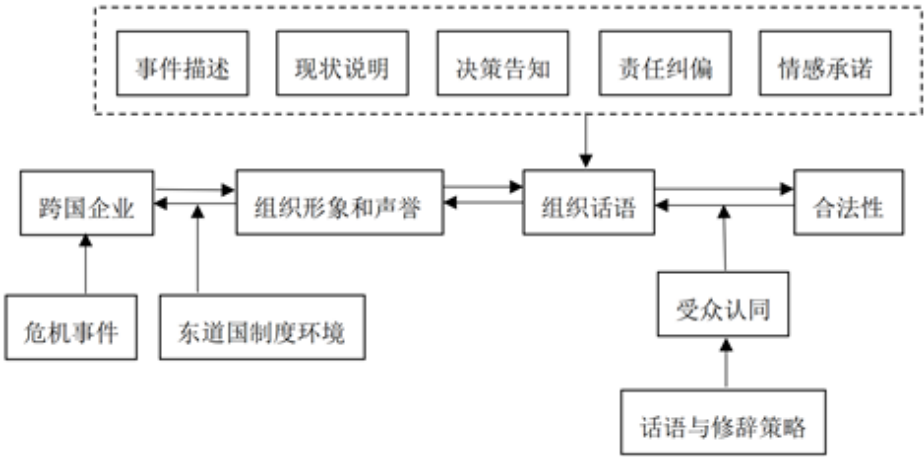 事件描述
现状说明
决策告知
责任纠偏
情感承诺
跨国企业
组织形象和声誉
组织话语
合法性
危机事件
东道国制度环境
受众认同
话语与修辞策略